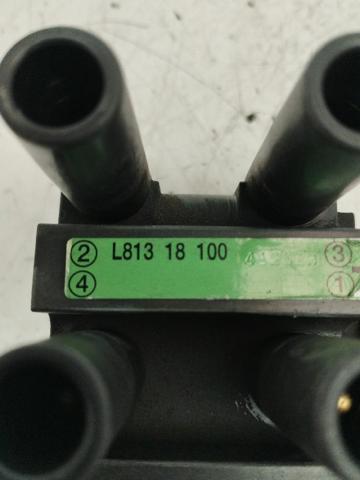 ② L813 18 100 ③
④ ①